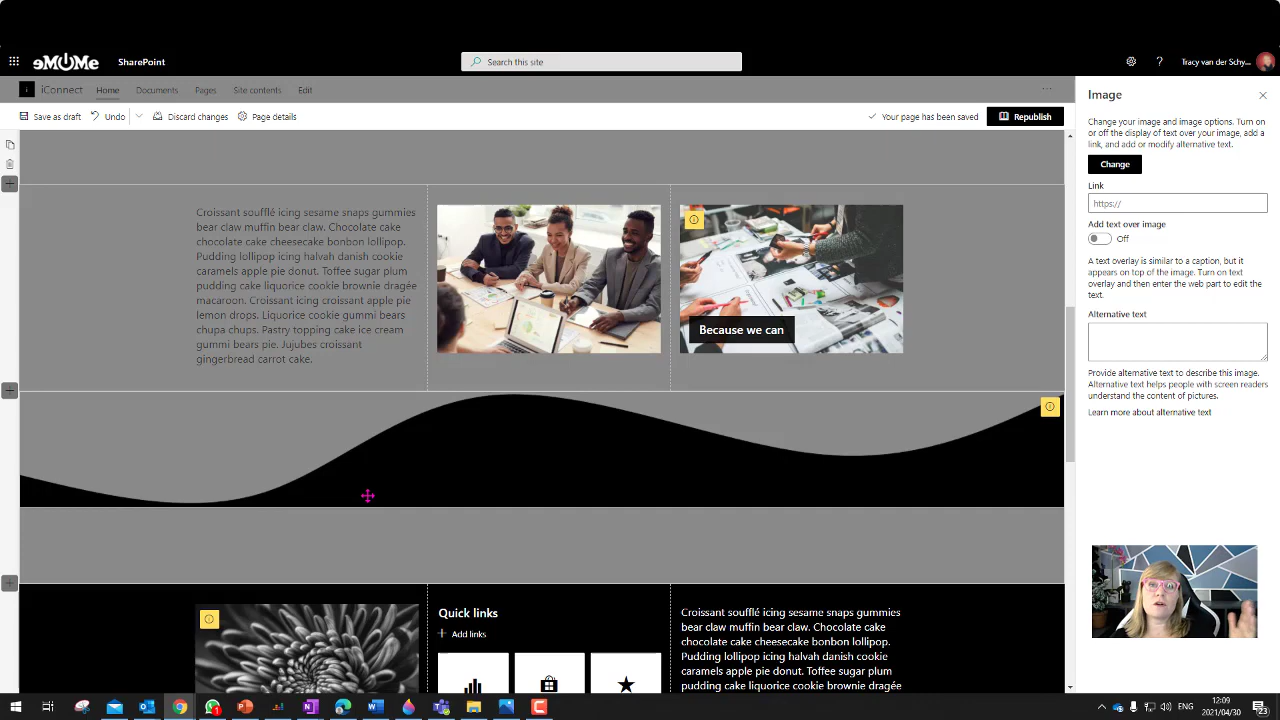 eMOMe
SharePoint
Search this site
?
Tracy van der Schy...
i
iConnect
Home
Documents
Pages
Site contents
Edit
...
Save as draft
Undo
Discard changes
Page details
Your page has been saved
Republish
Croissant soufflé icing sesame snaps gummies
bear claw muffin bear claw. Chocolate cake
chocolate cake cheesecake bonbon lollipop.
Pudding lollipop icing halvah danish cookie
caramels apple pie donut. Toffee sugar plum
pudding cake liquorice cookie brownie dragée
macaroon. Croissant icing croissant apple pie
lemon drops. Liquorice cookie gummi bears
chupa chups. Pastry topping cake ice cream
gummi bears pie. Jujubes croissant
gingerbread carrot cake.
Because we can
Quick links
Add links
Croissant soufflé icing sesame snaps gummies
bear claw muffin bear claw. Chocolate cake
chocolate cake cheesecake bonbon lollipop.
Pudding lollipop icing halvah danish cookie
caramels apple pie donut. Toffee sugar plum
pudding cake liquorice cookie brownie dragée
Image
Change your image and image options. Turn on
or off the display of text over your image, add a
link, and add or modify alternative text.
Change
Link
https://
Add text over image
Off
A text overlay is similar to a caption, but it
appears on top of the image. Turn on text
overlay and then enter the web part to edit the
text.
Alternative text
Provide alternative text to describe this image.
Alternative text helps people with screen readers
understand the content of pictures.
Learn more about alternative text
ENG
12:09
2021/04/30
23